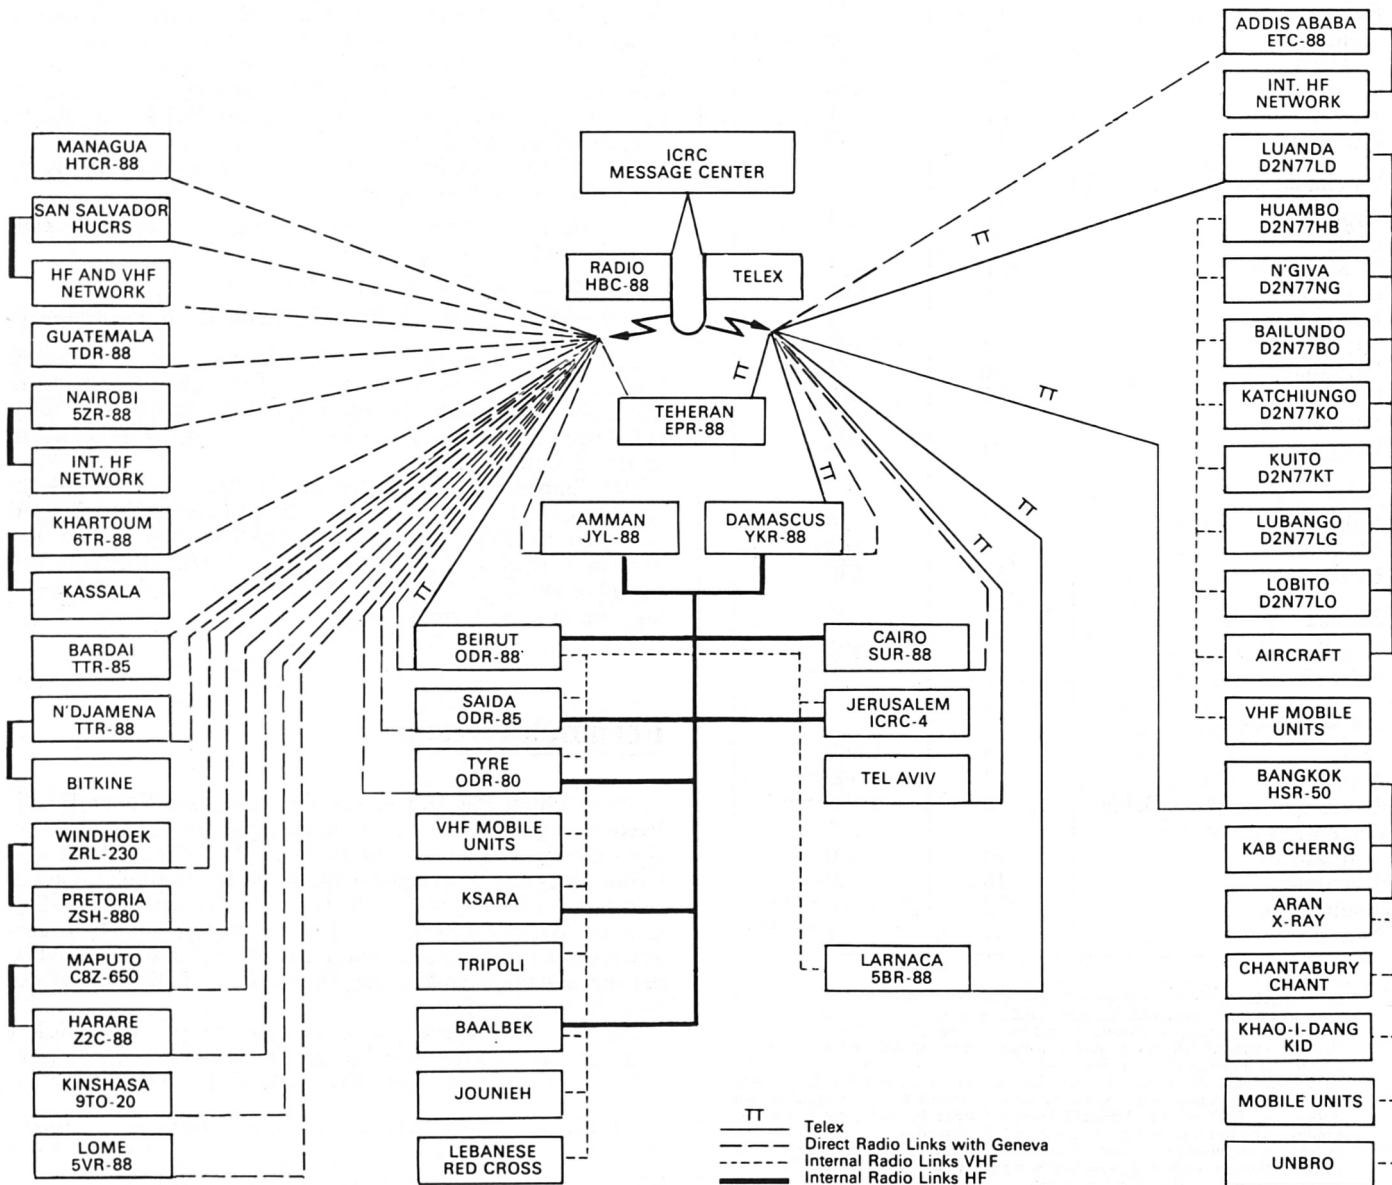 ICRC
MESSAGE CENTER
RADIO
HBC-88
TELEX
TEHERAN
EPR-88
AMMAN
JYL-88
DAMASCUS
YKR-88
MANAGUA
HTCR-88
SAN SALVADOR
HUCRS
HF AND VHF
NETWORK
GUATEMALA
TDR-88
NAIROBI
5ZR-88
INT. HF
NETWORK
KHARTOUM
6TR-88
KASSALA
BARDAI
TTR-85
N'DJAMENA
TTR-88
BITKINE
WINDHOEK
ZRL-230
PRETORIA
ZSH-880
MAPUTO
C8Z-650
HARARE
Z2C-88
KINSHASA
9TO-20
LOME
5VR-88
BEIRUT
ODR-88
SAIDA
ODR-85
TYRE
ODR-80
VHF MOBILE
UNITS
KSARA
TRIPOLI
BAALBEK
JOUNIEH
LEBANESE
RED CROSS
CAIRO
SUR-88
JERUSALEM
ICRC-4
TEL AVIV
LARNACA
5BR-88
ADDIS ABABA
ETC-88
INT. HF
NETWORK
LUANDA
D2N77LD
HUAMBO
D2N77HB
N'GIVA
D2N77NG
BAILUNDO
D2N77BO
KATCHIUNGO
D2N77KO
KUITO
D2N77KT
LUBANGO
D2N77LG
LOBITO
D2N77LO
AIRCRAFT
VHF MOBILE
UNITS
BANGKOK
HSR-50
KAB CHERNG
ARAN
X-RAY
CHANTABURY
CHANT
KHAO-I-DANG
KID
MOBILE UNITS
UNBRO
TT
TT
TT
TT
TT
TT
TT
TT Telex
Direct Radio Links with Geneva
Internal Radio Links VHF
Internal Radio Links HF